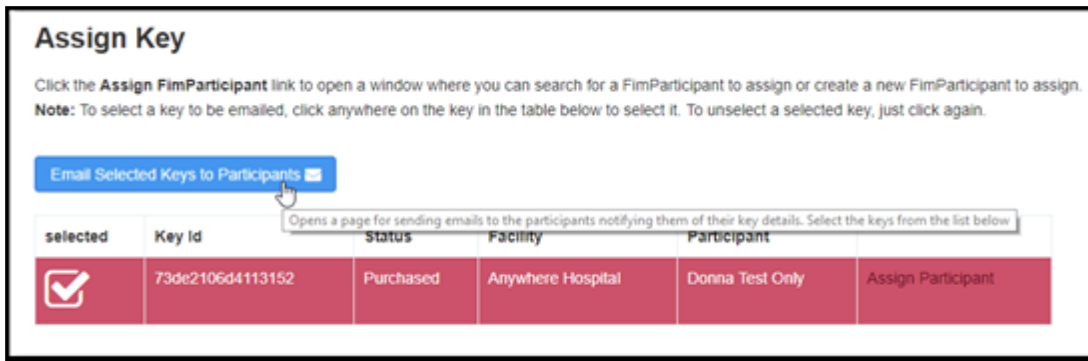 Assign Key
Click the Assign FimParticipant link to open a window where you can search for a FimParticipant to assign or create a new FimParticipant to assign.
Note: To select a key to be emailed, click anywhere on the key in the table below to select it. To unselect a selected key, just click again.
Email Selected Keys to Participants
Opens a page for sending emails to the participants notifying them of their key details. Select the keys from the list below
selected Key Id Status Facility Participant
73de2106d4113152 Purchased Anywhere Hospital Donna Test Only Assign Participant